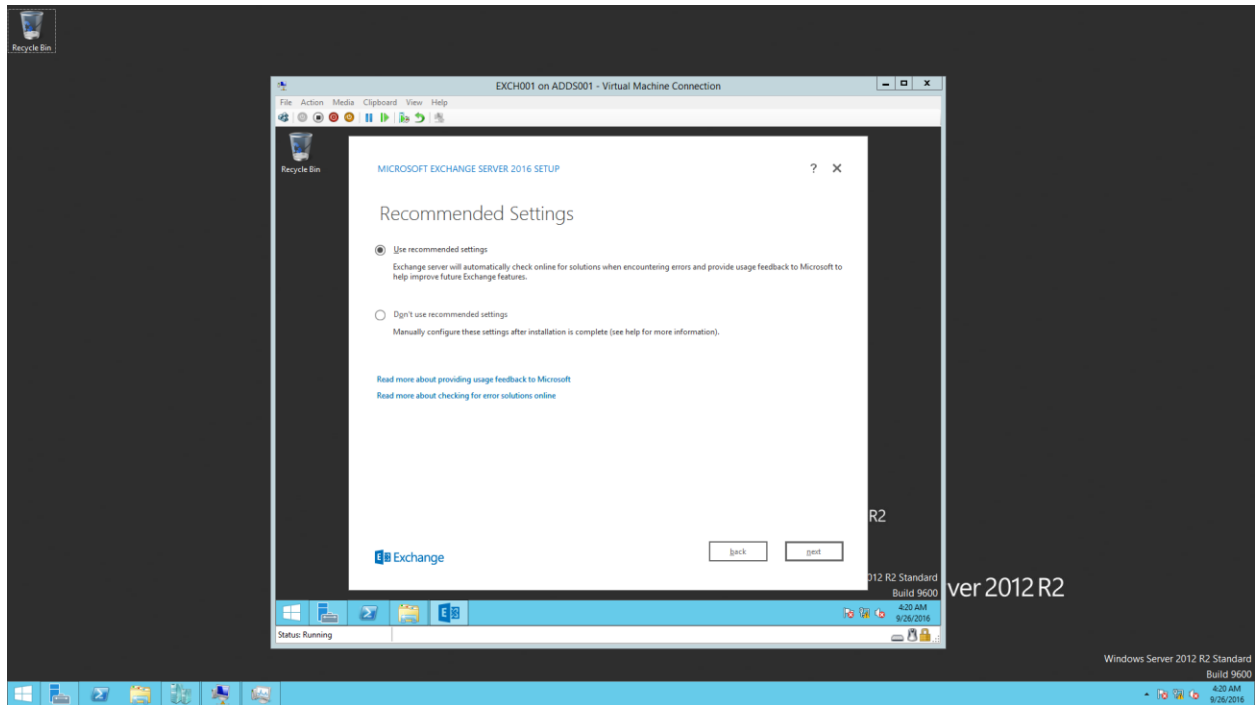 Recycle Bin
EXCH001 on ADDS001 - Virtual Machine Connection
File Action Media Clipboard View Help
Recycle Bin
MICROSOFT EXCHANGE SERVER 2016 SETUP
? X
Recommended Settings
Use recommended settings
Exchange server will automatically check online for solutions when encountering errors and provide usage feedback to Microsoft to
help improve future Exchange features.
Don't use recommended settings
Manually configure these settings after installation is complete (see help for more information).
Read more about providing usage feedback to Microsoft
Read more about checking for error solutions online
R2
E Exchange
back next
012 R2 Standard
Build 9600
ver 2012 R2
4:20 AM
9/26/2016
Status: Running
Windows Server 2012 R2 Standard
Build 9600
4:20 AM
9/26/2016